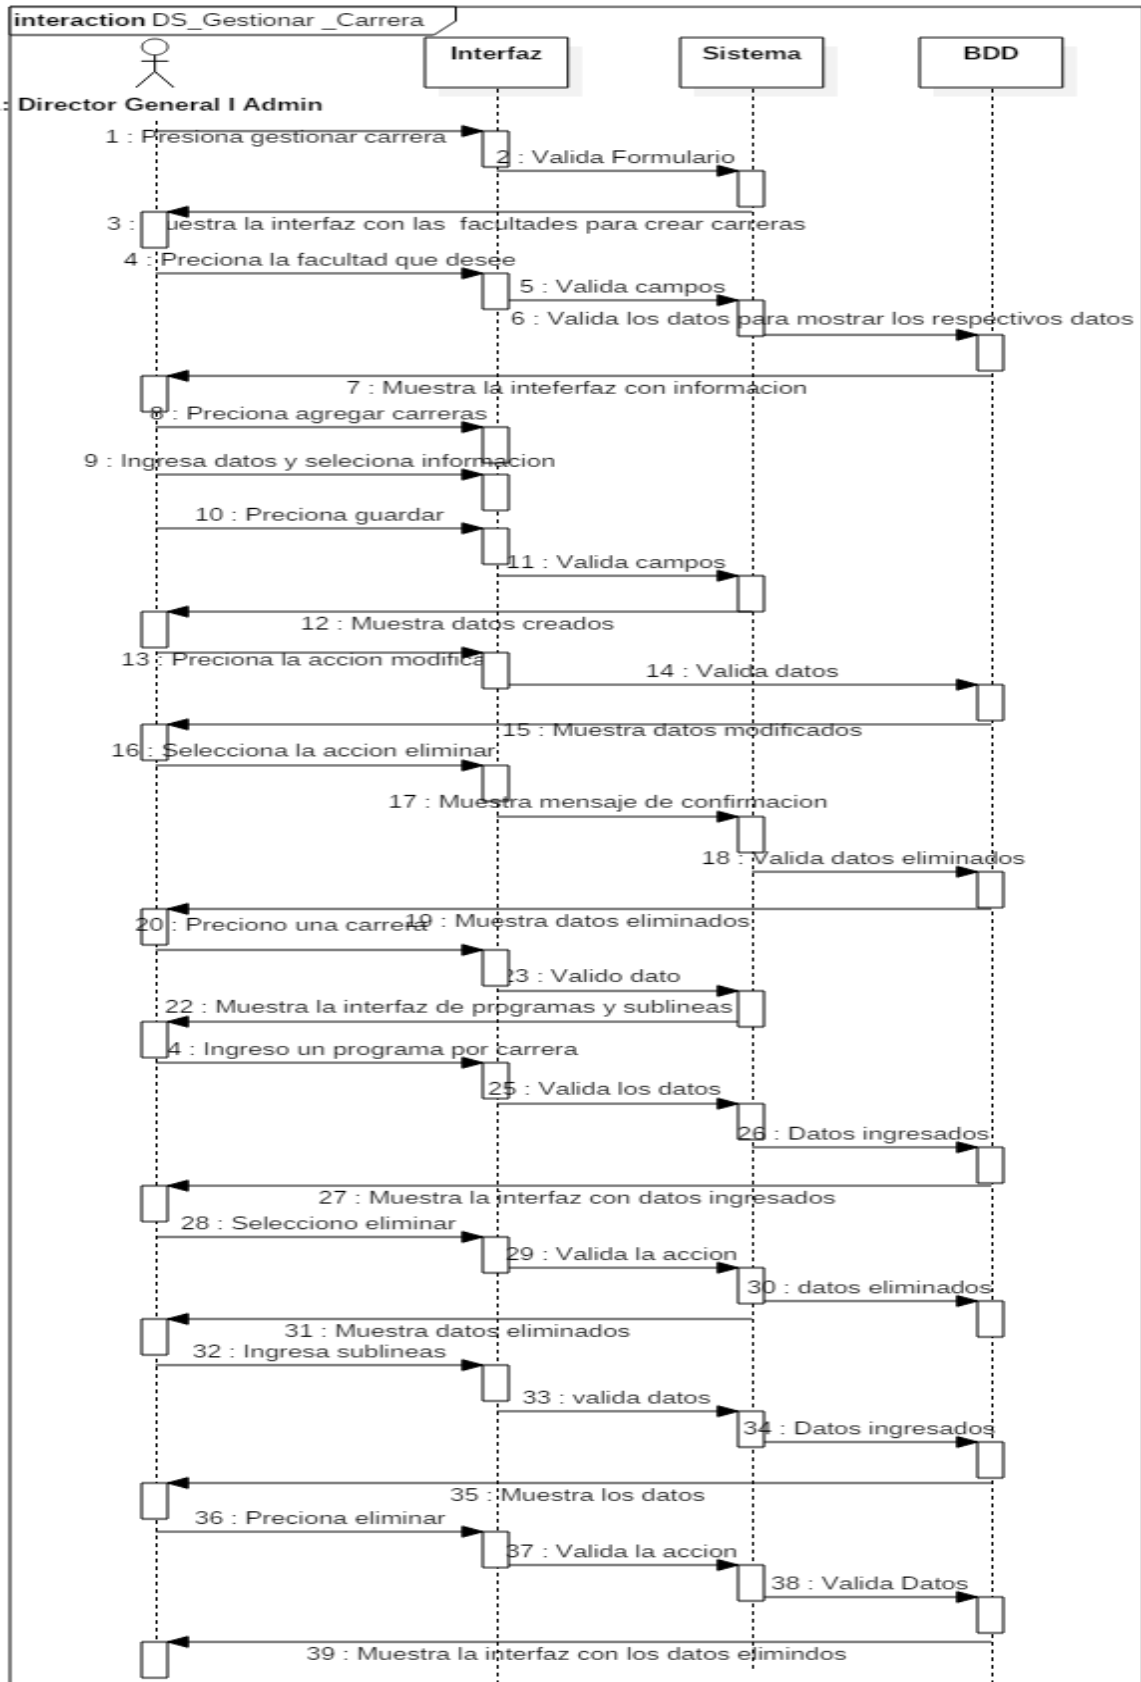 interaction DS_Gestionar _Carrera
Interfaz
Sistema
BDD
: Director General I Admin
1 : Presiona gestionar carrera
2 : Valida Formulario
3 : uestra la interfaz con las facultades para crear carreras
4 : Preciona la facultad que desee
5 : Valida campos
6 : Valida los datos para mostrar los respectivos datos
7 : Muestra la inteferfaz con informacion
8 : Preciona agregar carreras
9 : Ingresa datos y seleciona informacion
10 : Preciona guardar
11 : Valida campos
12 : Muestra datos creados
13 : Preciona la accion modifica
14 : Valida datos
15 : Muestra datos modificados
16 : Selecciona la accion eliminar
17 : Muestra mensaje de confirmacion
18 : Valida datos eliminados
19 : Muestra datos eliminados
20 : Preciono una carrera
23 : Valido dato
22 : Muestra la interfaz de programas y sublineas
4 : Ingreso un programa por carrera
25 : Valida los datos
26 : Datos ingresados
27 : Muestra la interfaz con datos ingresados
28 : Selecciono eliminar
29 : Valida la accion
30 : datos eliminados
31 : Muestra datos eliminados
32 : Ingresa sublineas
33 : valida datos
34 : Datos ingresados
35 : Muestra los datos
36 : Preciona eliminar
37 : Valida la accion
38 : Valida Datos
39 : Muestra la interfaz con los datos elimindos